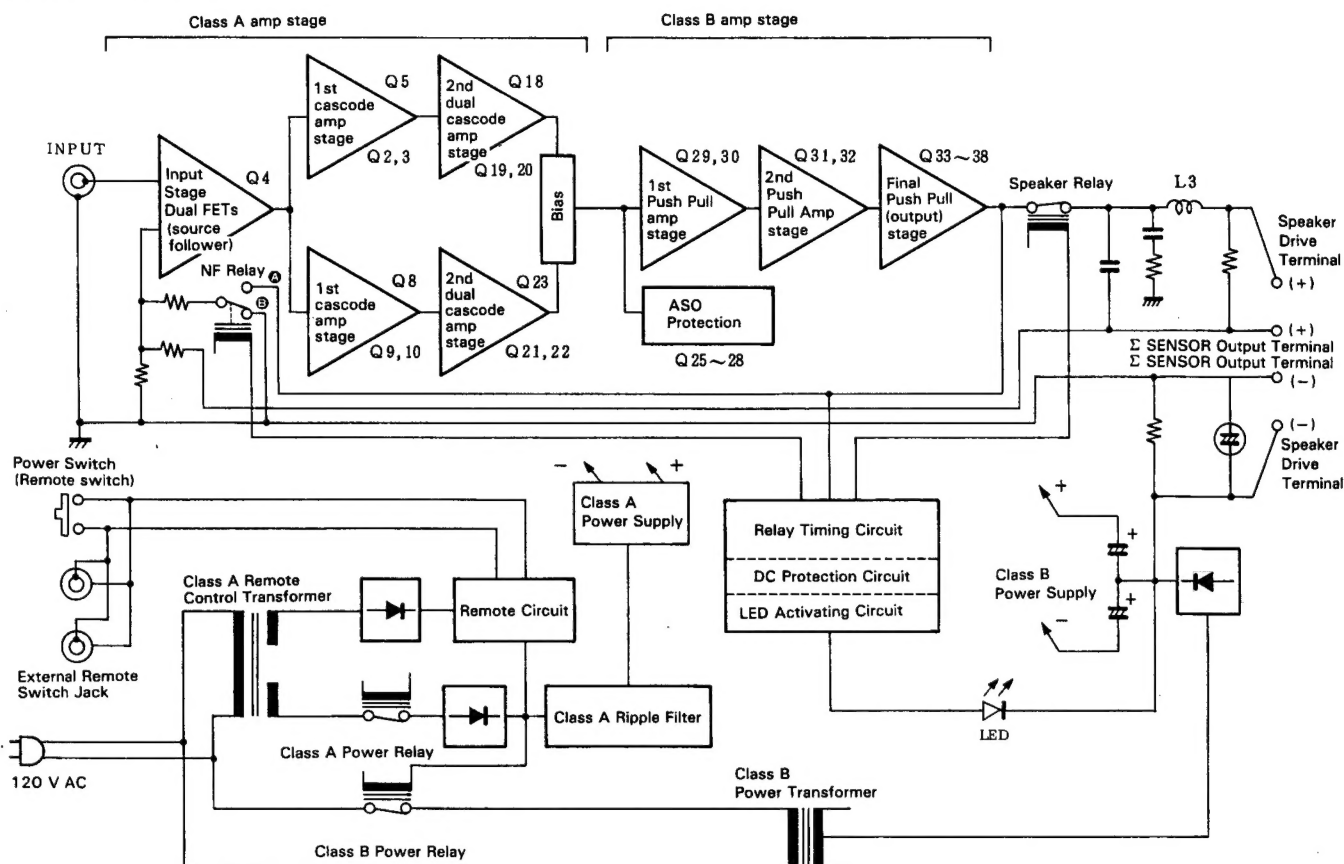 Class A amp stage
Class B amp stage
INPUT
Input
Stage
Dual FETs
(source
follower)
Q4
1st
cascode
amp
stage
Q5
Q2,3
2nd
dual
cascode
amp
stage
Q18
Q19,20
1st
cascode
amp
stage
Q8
Q9,10
2nd
dual
cascode
amp
stage
Q23
Q21,22
Bias
1st
Push Pull
amp
stage
Q29,30
2nd
Push
Pull Amp
stage
Q31,32
Final
Push Pull
(output)
stage
Q33~38
ASO
Protection
Q25~28
Speaker Relay
L3
Speaker
Drive
Terminal
(+)
(+)
Σ SENSOR Output Terminal
Σ SENSOR Output Terminal
(−)
(−)
Speaker
Drive
Terminal
NF Relay
A
B
Power Switch
(Remote switch)
External Remote
Switch Jack
120 V AC
Class A Remote
Control Transformer
Remote Circuit
Class A Power Relay
Class A Ripple Filter
− +
Class A
Power Supply
Relay Timing Circuit
DC Protection Circuit
LED Activating Circuit
LED
+
+
Class B
Power Supply
+
−
Class B Power Relay
Class B
Power Transformer